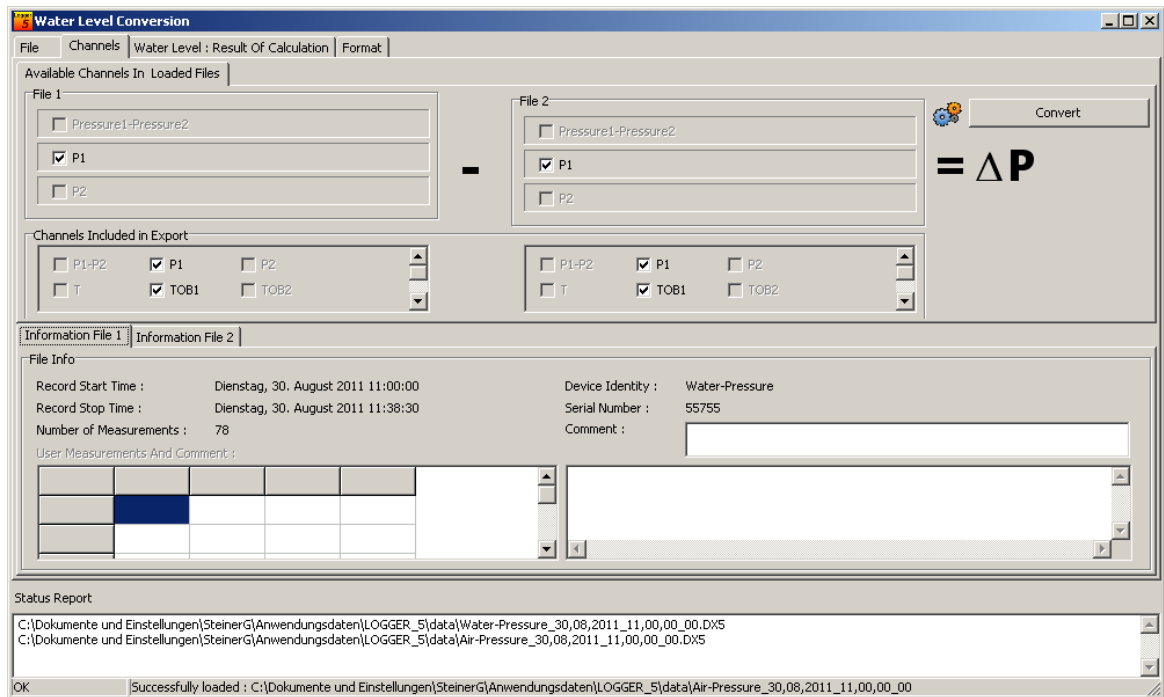 Water Level Conversion
File Channels Water Level : Result Of Calculation Format
Available Channels In Loaded Files
File 1
Pressure1-Pressure2
P1
P2
-
File 2
Pressure1-Pressure2
P1
P2
Convert
= Δ P
Channels Included in Export
P1-P2 P1 P2
T TOB1 TOB2
P1-P2 P1 P2
T TOB1 TOB2
Information File 1 Information File 2
File Info
Record Start Time : Dienstag, 30. August 2011 11:00:00
Record Stop Time : Dienstag, 30. August 2011 11:38:30
Number of Measurements : 78
User Measurements And Comment :
Device Identity : Water-Pressure
Serial Number : 55755
Comment :
Status Report
C:\Dokumente und Einstellungen\SteinerG\Anwendungsdaten\LOGGER_5\data\Water-Pressure_30,08,2011_11,00,00_00.DX5
C:\Dokumente und Einstellungen\SteinerG\Anwendungsdaten\LOGGER_5\data\Air-Pressure_30,08,2011_11,00,00_00.DX5
OK Successfully loaded : C:\Dokumente und Einstellungen\SteinerG\Anwendungsdaten\LOGGER_5\data\Air-Pressure_30,08,2011_11,00,00_00